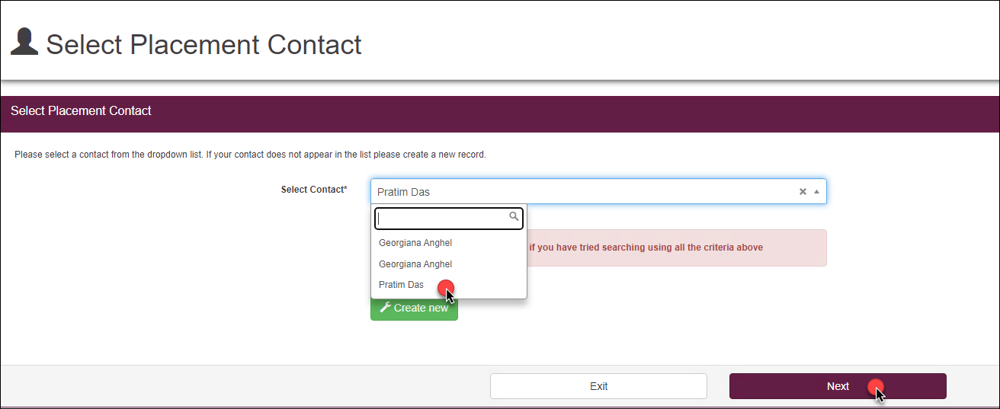 Select Placement Contact
Select Placement Contact
Please select a contact from the dropdown list. If your contact does not appear in the list please create a new record.
Select Contact*
Pratim Das
Georgiana Anghel
Georgiana Anghel
Pratim Das
if you have tried searching using all the criteria above
Create new
Exit
Next